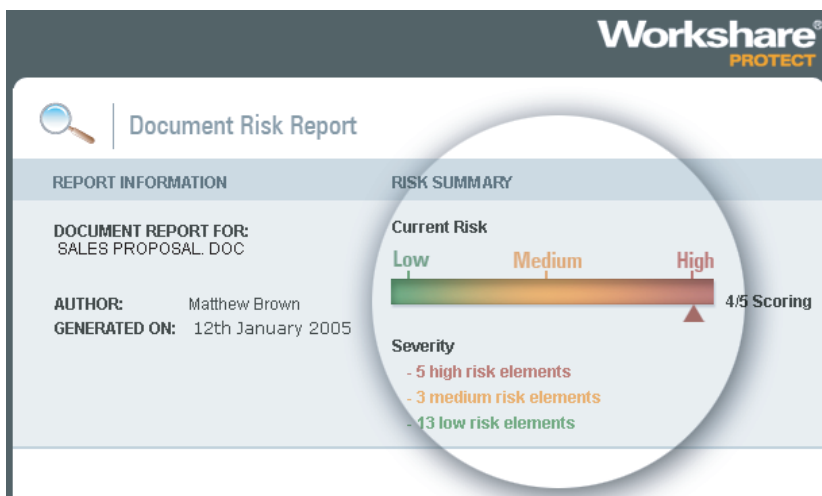 Workshare®
PROTECT
Document Risk Report
REPORT INFORMATION
RISK SUMMARY
DOCUMENT REPORT FOR:
SALES PROPOSAL. DOC
AUTHOR: Matthew Brown
GENERATED ON: 12th January 2005
Current Risk
Low Medium High
4/5 Scoring
Severity
- 5 high risk elements
- 3 medium risk elements
- 13 low risk elements